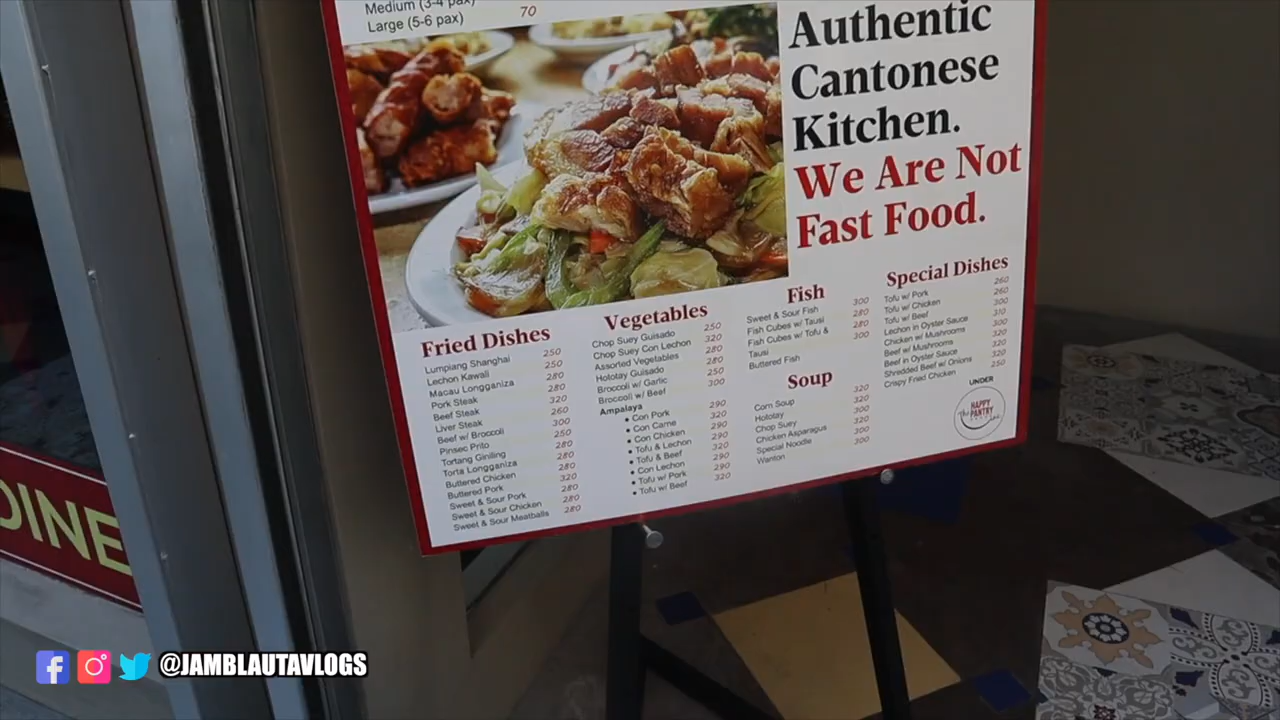 Medium (3-4 pax)
Large (5-6 pax) 70
Authentic
Cantonese
Kitchen.
We Are Not
Fast Food.
Fried Dishes
Lumpiang Shanghai 250
Lechon Kawali 250
Macau Longganiza 280
Pork Steak 280
Beef Steak 320
Liver Steak 260
Beef w/ Broccoli 300
Pinsec Prito 250
Tortang Giniling 280
Torta Longganiza 280
Buttered Chicken 280
Buttered Pork 320
Sweet & Sour Pork 280
Sweet & Sour Chicken 280
Sweet & Sour Meatballs 280
Vegetables
Chop Suey Guisado 250
Chop Suey Con Lechon 320
Assorted Vegetables 280
Hototay Guisado 250
Broccoli w/ Garlic 300
Broccoli w/ Beef
Ampalaya
• Con Pork 290
• Con Carne 320
• Con Chicken 290
• Tofu & Lechon 290
• Tofu & Beef 320
• Con Lechon 290
• Tofu w/ Pork 290
• Tofu w/ Beef 320
Fish
Sweet & Sour Fish 300
Fish Cubes w/ Tausi 280
Fish Cubes w/ Tofu & 280
Tausi 300
Buttered Fish
Soup
Corn Soup 320
Hototay 320
Chop Suey 300
Chicken Asparagus 320
Special Noodle 300
Wanton 300
Special Dishes
Tofu w/ Pork 260
Tofu w/ Chicken 260
Tofu w/ Beef 300
Lechon in Oyster Sauce 310
Chicken w/ Mushrooms 300
Beef w/ Mushrooms 320
Beef in Oyster Sauce 320
Shredded Beef w/ Onions 320
Crispy Fried Chicken 250
UNDER
The HAPPY
PANTRY
DINE
@JAMBLAUTAVLOGS